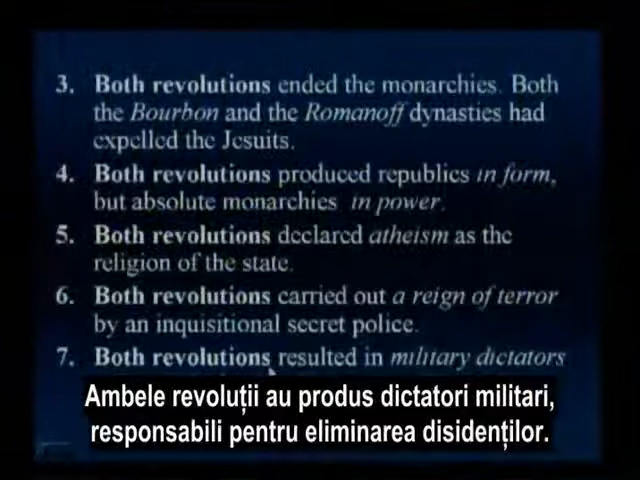 3. Both revolutions ended the monarchies. Both
the Bourbon and the Romanoff dynasties had
expelled the Jesuits.
4. Both revolutions produced republics in form,
but absolute monarchies in power.
5. Both revolutions declared atheism as the
religion of the state.
6. Both revolutions carried out a reign of terror
by an inquisitional secret police.
7. Both revolutions resulted in military dictators
Ambele revoluții au produs dictatori militari,
responsabili pentru eliminarea disidenților.